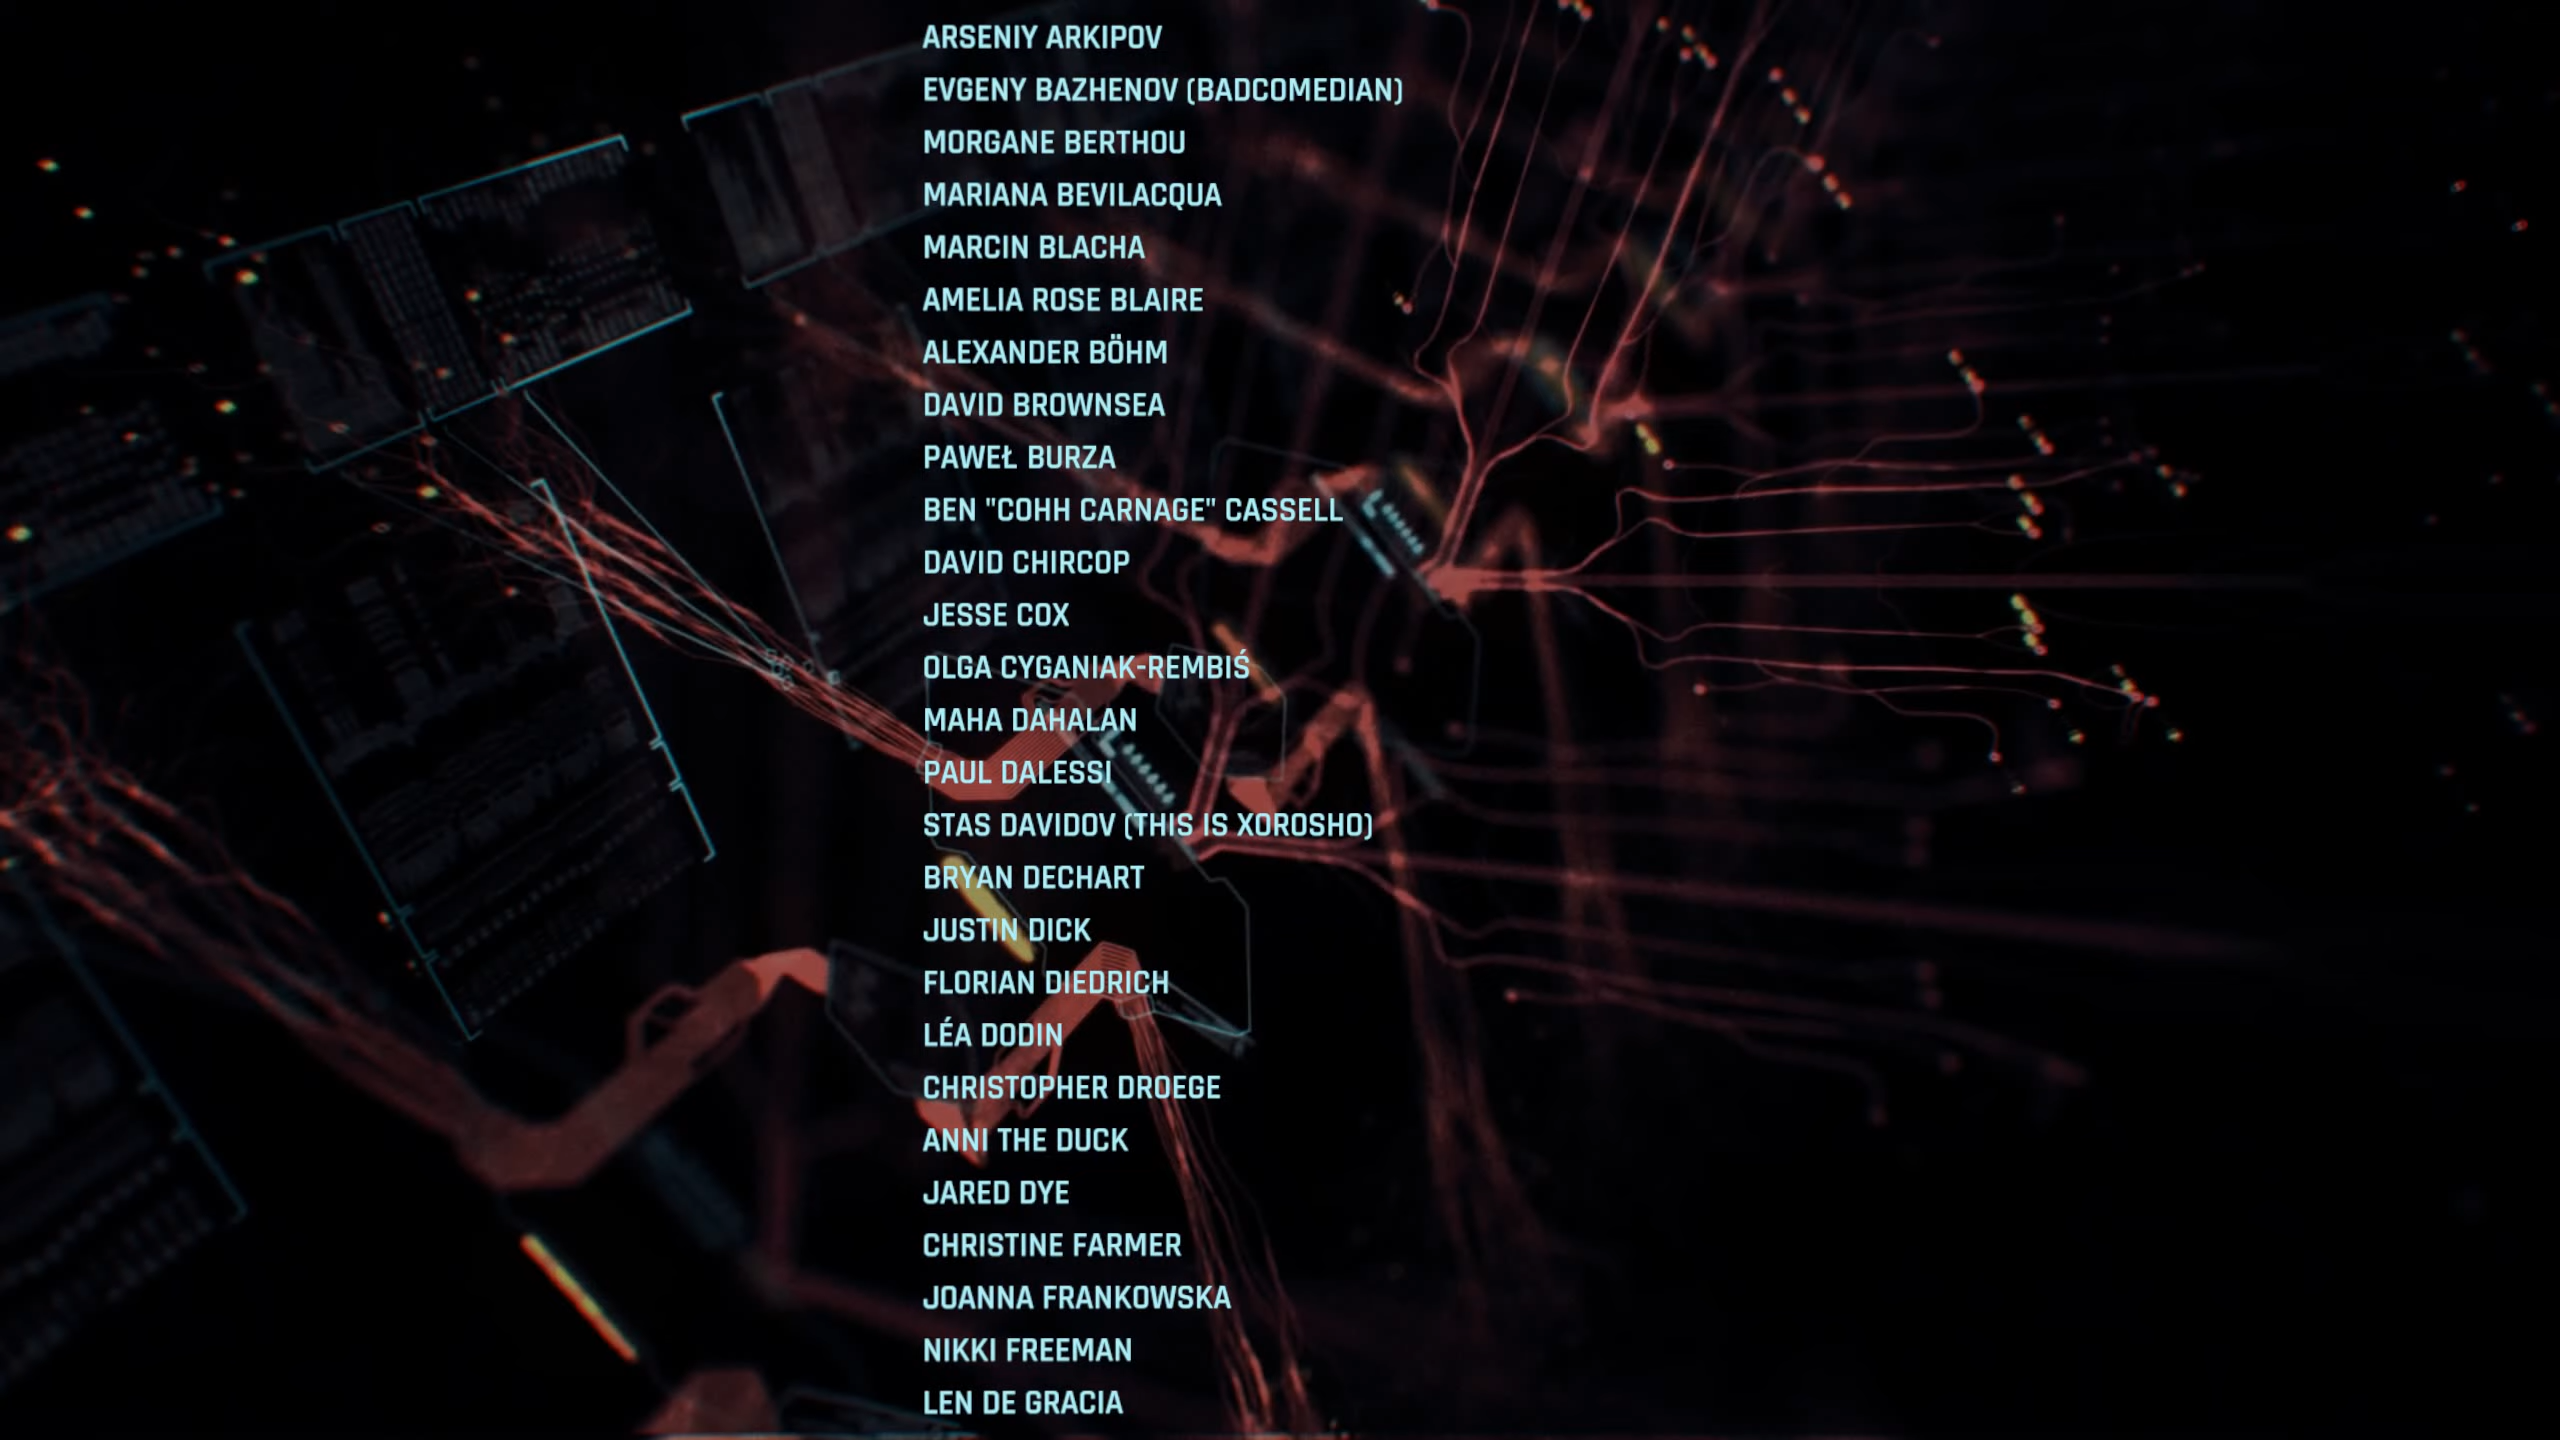 ARSENIY ARKIPOV
EVGENY BAZHENOV (BADCOMEDIAN)
MORGANE BERTHOU
MARIANA BEVILACQUA
MARCIN BLACHA
AMELIA ROSE BLAIRE
ALEXANDER BÖHM
DAVID BROWNSEA
PAWEŁ BURZA
BEN "COHH CARNAGE" CASSELL
DAVID CHIRCOP
JESSE COX
OLGA CYGANIAK-REMBIŚ
MAHA DAHALAN
PAUL DALESSI
STAS DAVIDOV (THIS IS XOROSHO)
BRYAN DECHART
JUSTIN DICK
FLORIAN DIEDRICH
LÉA DODIN
CHRISTOPHER DROEGE
ANNI THE DUCK
JARED DYE
CHRISTINE FARMER
JOANNA FRANKOWSKA
NIKKI FREEMAN
LEN DE GRACIA